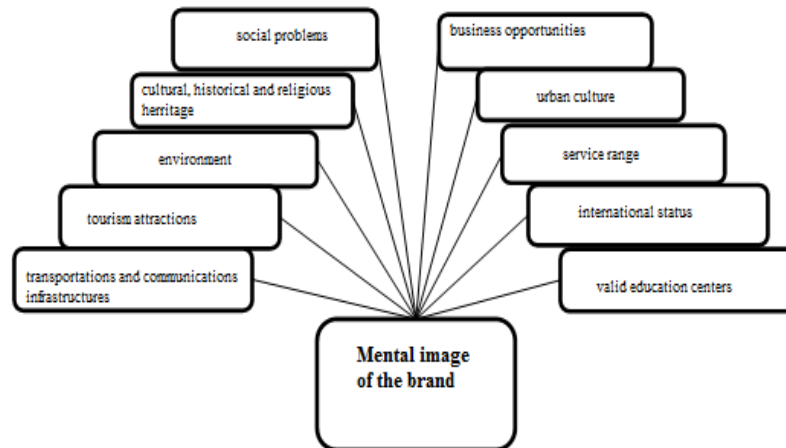 social problems
business opportunities
cultural, historical and religious
herritage
urban culture
environment
service range
tourism attractions
international status
transportations and communications
infrastructures
valid education centers
Mental image
of the brand